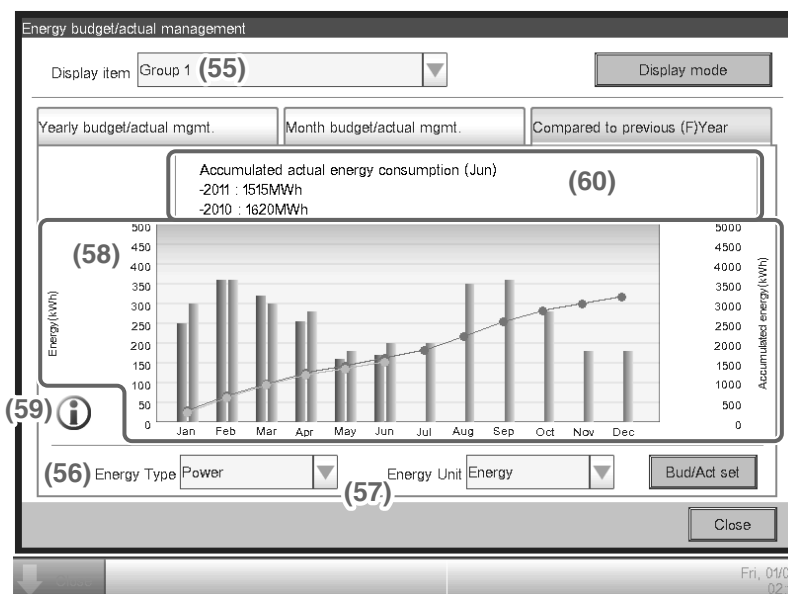 Energy budget/actual management
Display item Group 1 (55) Display mode
Yearly budget/actual mgmt. Month budget/actual mgmt. Compared to previous (F)Year
Accumulated actual energy consumption (Jun)
-2011 : 1515MWh
-2010 : 1620MWh
(60)
(58)
500
450
400
350
300
250
200
150
100
50
0
Energy(kWh)
5000
4500
4000
3500
3000
2500
2000
1500
1000
500
0
Accumulated energy(kWh)
Jan Feb Mar Apr May Jun Jul Aug Sep Oct Nov Dec
(59)
(56) Energy Type Power (57) Energy Unit Energy Bud/Act set
Close
Fri, 01/0
02: